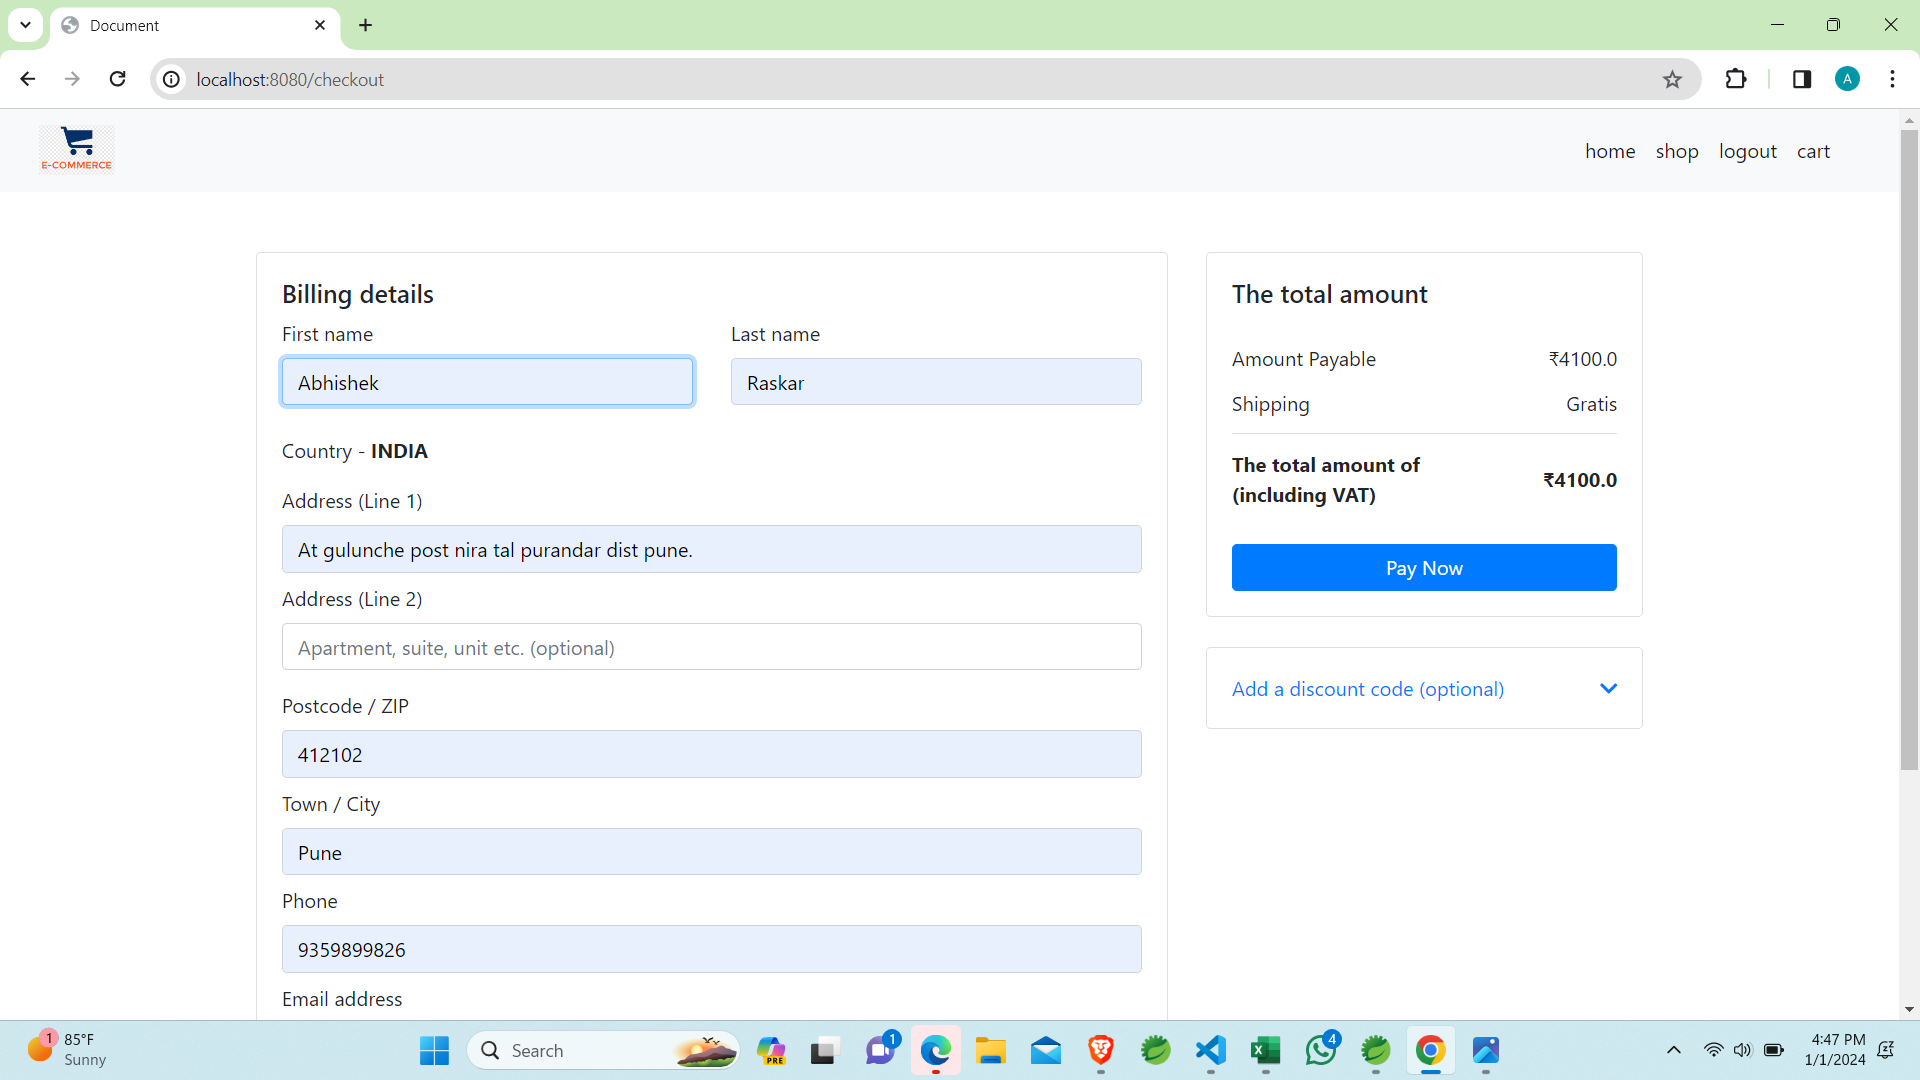 Document
localhost:8080/checkout
A
E-COMMERCE
home shop logout cart
Billing details
First name Last name
Abhishek Raskar
Country - INDIA
Address (Line 1)
At gulunche post nira tal purandar dist pune.
Address (Line 2)
Apartment, suite, unit etc. (optional)
Postcode / ZIP
412102
Town / City
Pune
Phone
9359899826
Email address
The total amount
Amount Payable ₹4100.0
Shipping Gratis
The total amount of
(including VAT) ₹4100.0
Pay Now
Add a discount code (optional)
1
85°F
Sunny
Search
PRE
1
4
4:47 PM
1/1/2024